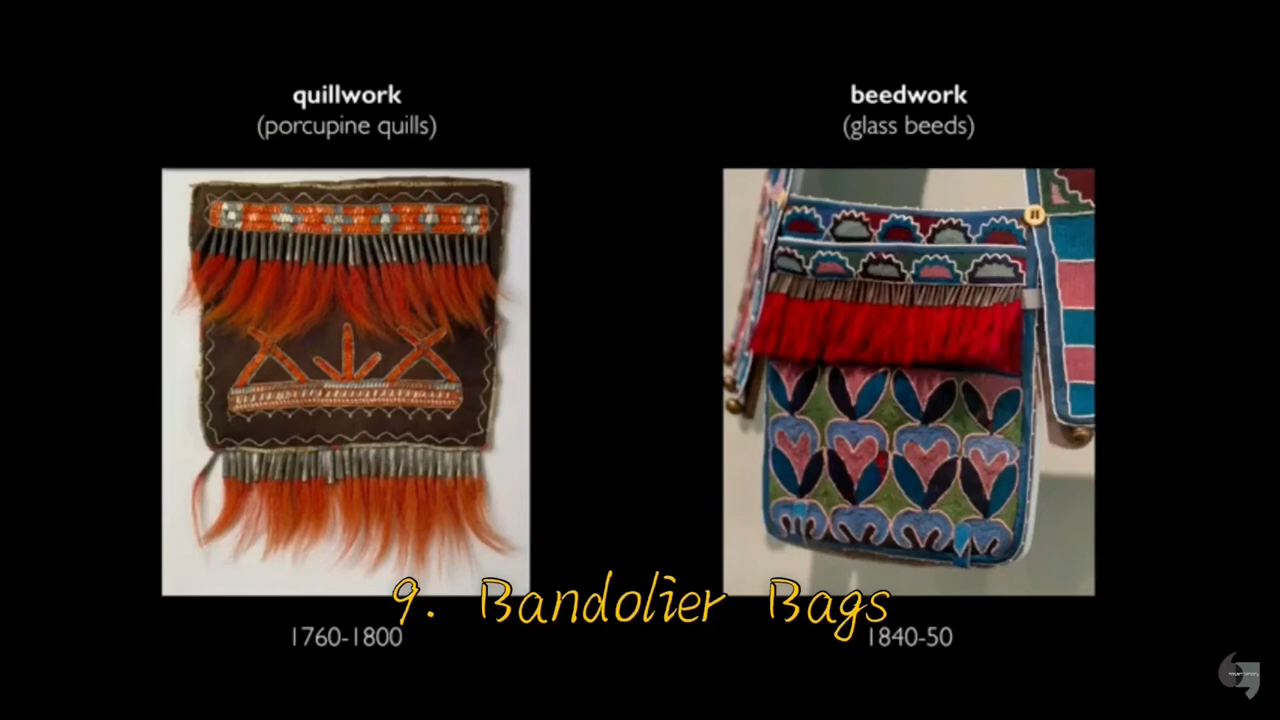 quillwork
(porcupine quills)
beedwork
(glass beeds)
9. Bandolier Bags
1760-1800
1840-50